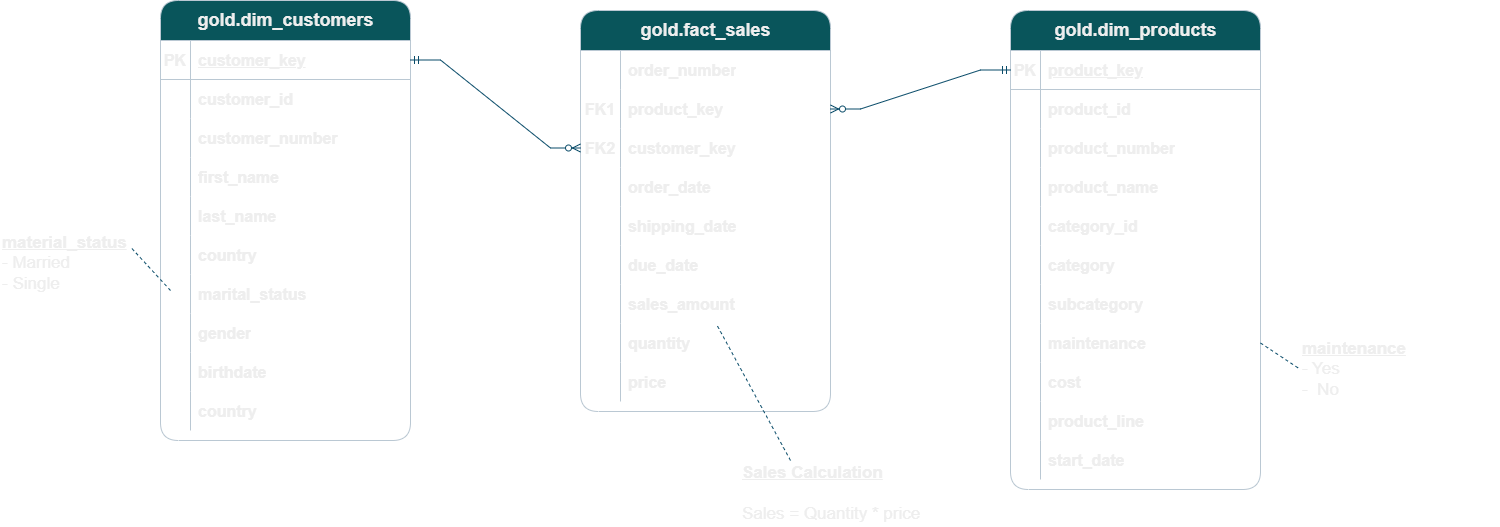 gold.dim_customers
PK customer_key
customer_id
customer_number
first_name
last_name
country
marital_status
gender
birthdate
country
material_status
- Married
- Single
gold.fact_sales
order_number
FK1 product_key
FK2 customer_key
order_date
shipping_date
due_date
sales_amount
quantity
price
Sales Calculation
Sales = Quantity * price
gold.dim_products
PK product_key
product_id
product_number
product_name
category_id
category
subcategory
maintenance
cost
product_line
start_date
maintenance
- Yes
- No